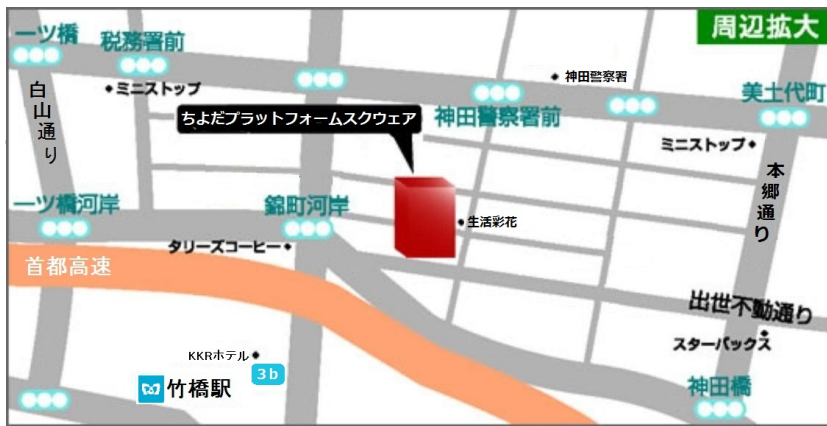 周辺拡大
一ツ橋
税務署前
神田警察署
白山通り
ミニストップ
ちよだプラットフォームスクウェア
神田警察署前
美土代町
ミニストップ
本郷通り
一ツ橋河岸
錦町河岸
生活彩花
タリーズコーヒー
首都高速
出世不動通り
スターバックス
KKRホテル
3b
竹橋駅
神田橋